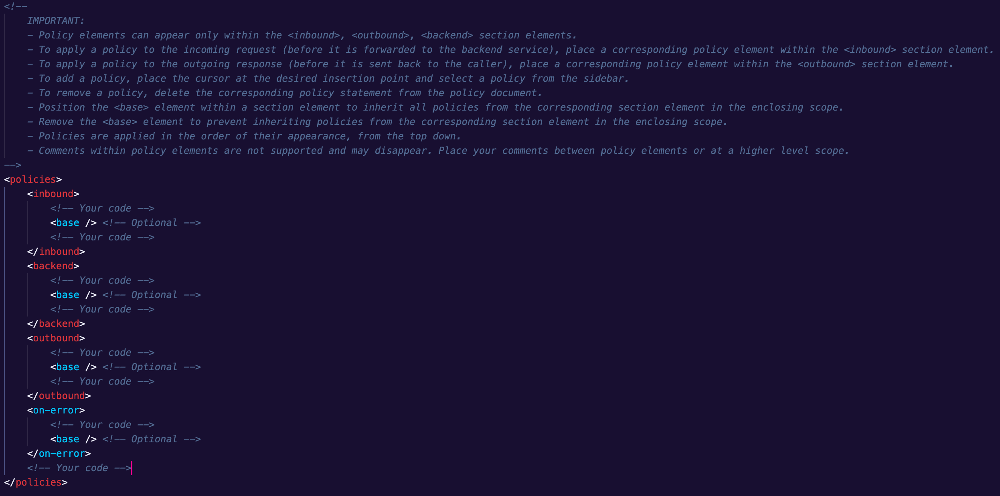 <!--
    IMPORTANT:
    - Policy elements can appear only within the <inbound>, <outbound>, <backend> section elements.
    - To apply a policy to the incoming request (before it is forwarded to the backend service), place a corresponding policy element within the <inbound> section element.
    - To apply a policy to the outgoing response (before it is sent back to the caller), place a corresponding policy element within the <outbound> section element.
    - To add a policy, place the cursor at the desired insertion point and select a policy from the sidebar.
    - To remove a policy, delete the corresponding policy statement from the policy document.
    - Position the <base> element within a section element to inherit all policies from the corresponding section element in the enclosing scope.
    - Remove the <base> element to prevent inheriting policies from the corresponding section element in the enclosing scope.
    - Policies are applied in the order of their appearance, from the top down.
    - Comments within policy elements are not supported and may disappear. Place your comments between policy elements or at a higher level scope.
-->
<policies>
    <inbound>
        <!-- Your code -->
        <base /> <!-- Optional -->
        <!-- Your code -->
    </inbound>
    <backend>
        <!-- Your code -->
        <base /> <!-- Optional -->
        <!-- Your code -->
    </backend>
    <outbound>
        <!-- Your code -->
        <base /> <!-- Optional -->
        <!-- Your code -->
    </outbound>
    <on-error>
        <!-- Your code -->
        <base /> <!-- Optional -->
    </on-error>
    <!-- Your code -->
</policies>